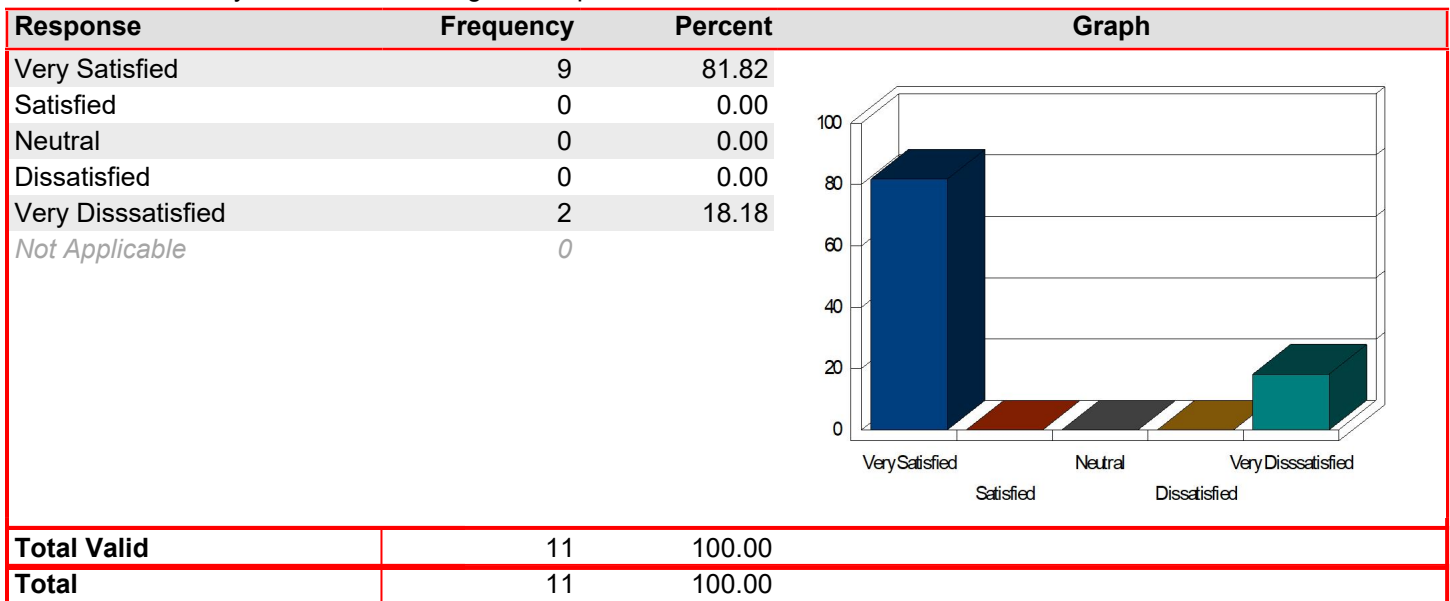 Response Frequency Percent Graph
Very Satisfied 9 81.82
Satisfied 0 0.00
Neutral 0 0.00
Dissatisfied 0 0.00
Very Disssatisfied 2 18.18
Not Applicable 0
100
80
60
40
20
0
Very Satisfied Neutral Very Disssatisfied
Satisfied Dissatisfied
Total Valid 11 100.00
Total 11 100.00